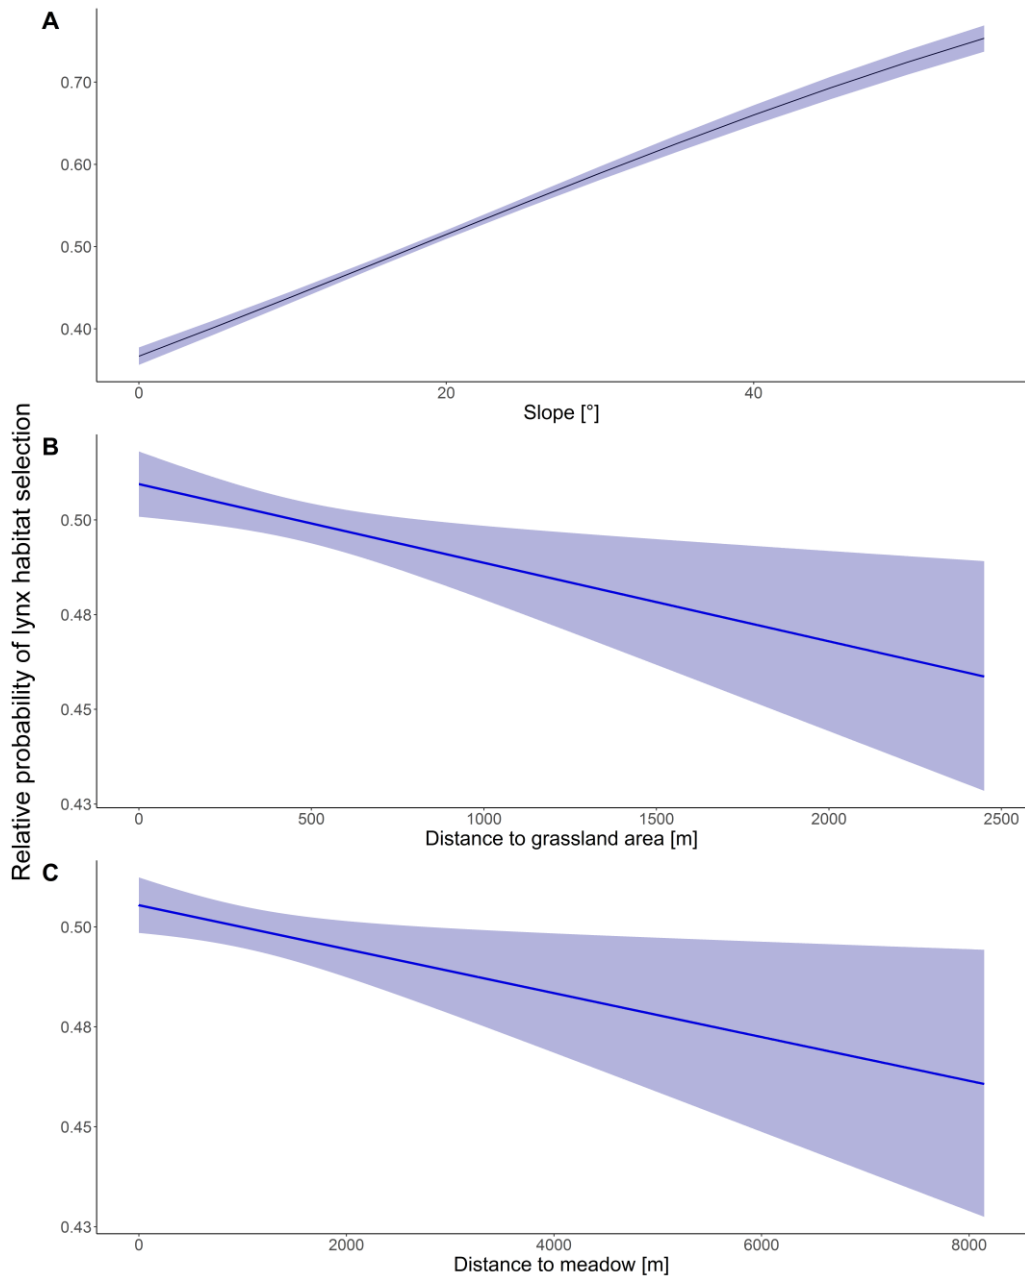 Relative probability of lynx habitat selection
A
0.70
0.60
0.50
0.40
0 20 40
Slope [°]
B
0.50
0.48
0.45
0.43
0 500 1000 1500 2000 2500
Distance to grassland area [m]
C
0.50
0.48
0.45
0.43
0 2000 4000 6000 8000
Distance to meadow [m]